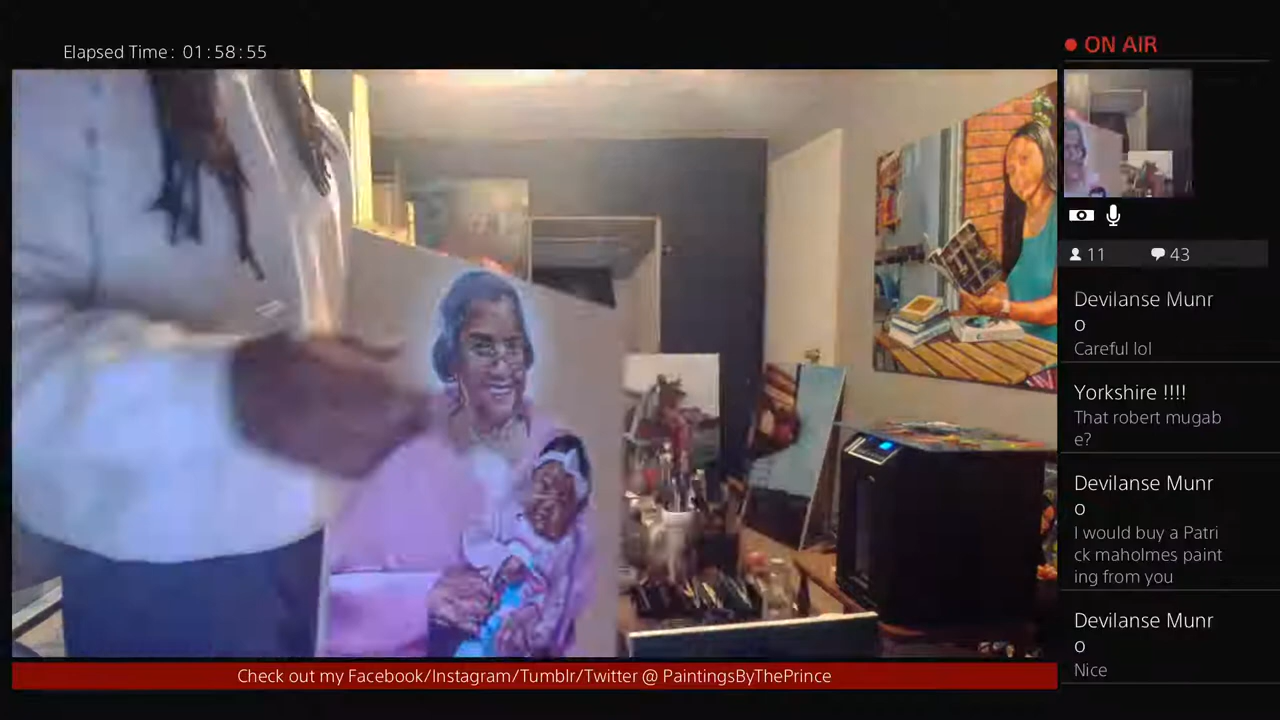 Elapsed Time: 01:58:55
ON AIR
11
43
Devilanse Munr
o
Careful lol
Yorkshire !!!!
That robert mugab
e?
Devilanse Munr
o
I would buy a Patri
ck maholmes paint
ing from you
Devilanse Munr
o
Nice
Check out my Facebook/Instagram/Tumblr/Twitter @ PaintingsByThePrince